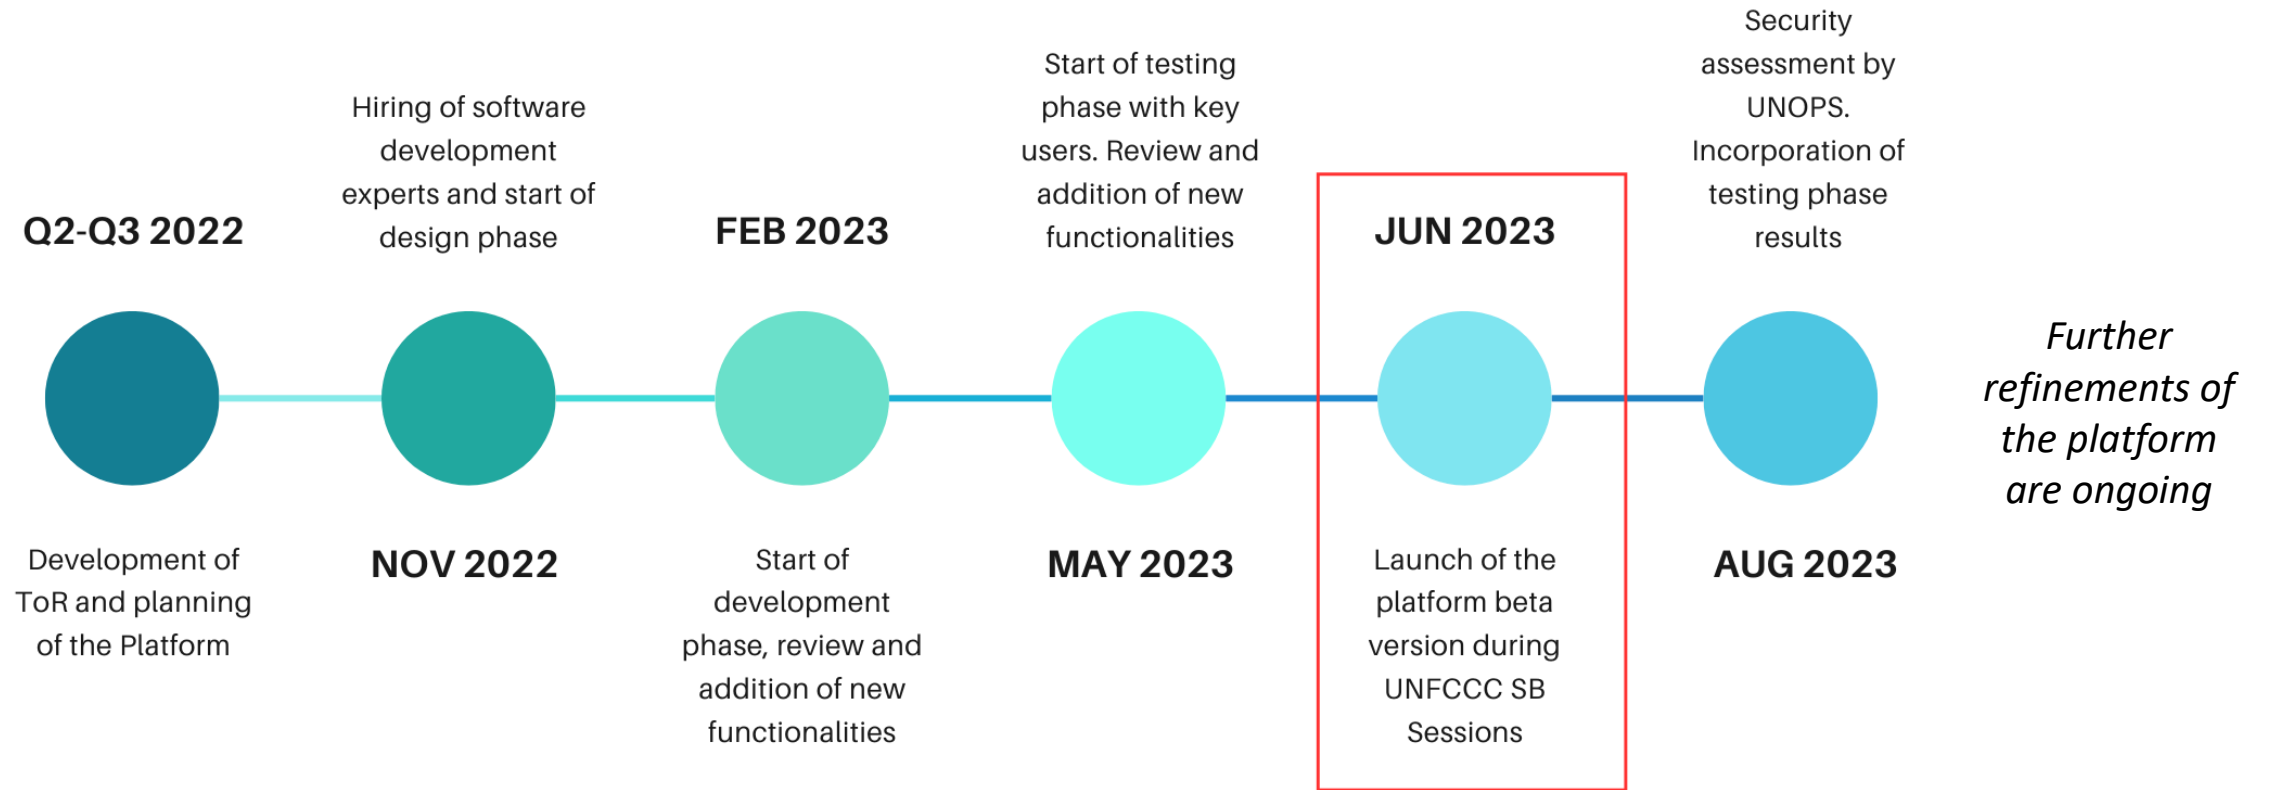 Q2-Q3 2022
Development of
ToR and planning
of the Platform
Hiring of software
development
experts and start of
design phase
NOV 2022
FEB 2023
Start of
development
phase, review and
addition of new
functionalities
Start of testing
phase with key
users. Review and
addition of new
functionalities
MAY 2023
JUN 2023
Launch of the
platform beta
version during
UNFCCC SB
Sessions
Security
assessment by
UNOPS.
Incorporation of
testing phase
results
AUG 2023
Further
refinements of
the platform
are ongoing